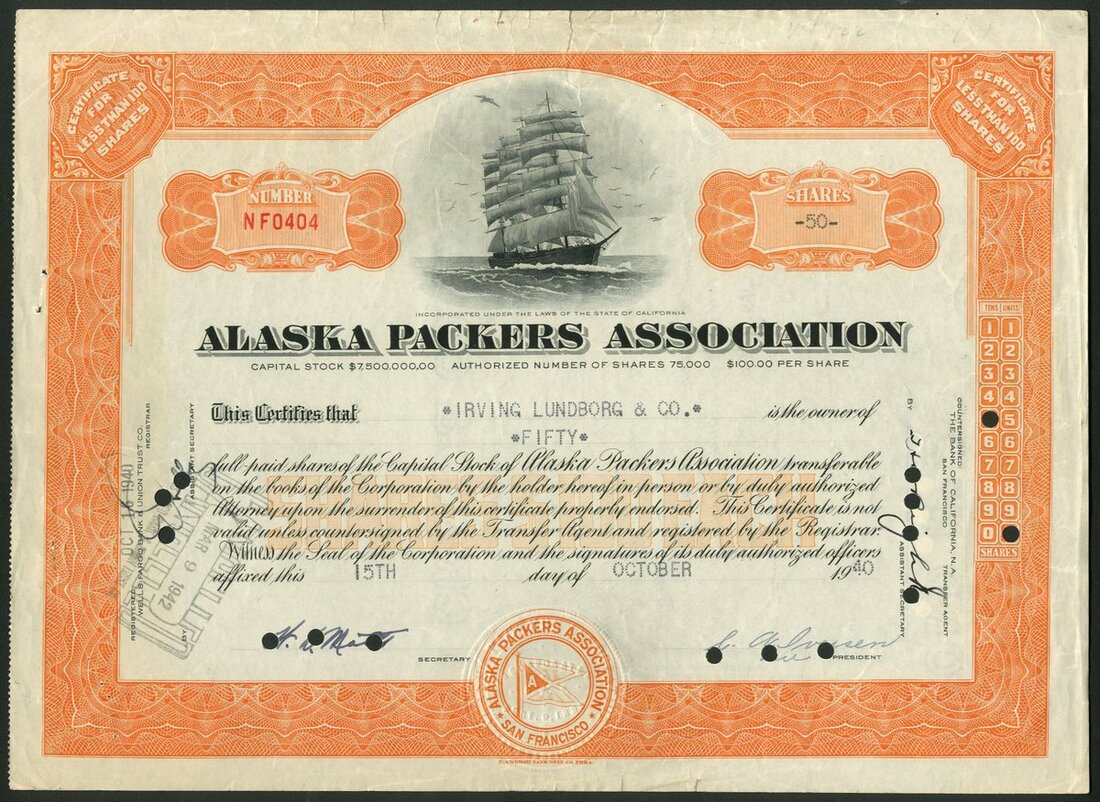 CERTIFICATE
FOR
LESS THAN 100
SHARES
CERTIFICATE
FOR
LESS THAN 100
SHARES
NUMBER
NF0404
SHARES
-50-
INCORPORATED UNDER THE LAWS OF THE STATE OF CALIFORNIA
ALASKA PACKERS ASSOCIATION
CAPITAL STOCK $7,500,000.00 AUTHORIZED NUMBER OF SHARES 75,000 $100.00 PER SHARE
This Certifies that *IRVING LUNDBORG & CO.* is the owner of
*FIFTY*
full-paid shares of the Capital Stock of Alaska Packers Association transferable
on the books of the Corporation by the holder hereof, in person or by duly authorized
Attorney upon the surrender of this certificate properly endorsed. This Certificate is not
valid unless countersigned by the Transfer Agent and registered by the Registrar.
Witness the Seal of the Corporation and the signatures of its duly authorized officers
affixed this 15TH day of OCTOBER 1940
SECRETARY
PRESIDENT
ALASKA PACKERS ASSOCIATION
A
* SAN FRANCISCO *
REGISTERED OCT 16 1940
WELLS FARGO BANK & UNION TRUST CO.
REGISTRAR
BY
ASSISTANT SECRETARY
MAR 9 1942
COUNTERSIGNED:
THE BANK OF CALIFORNIA, N.A.
SAN FRANCISCO
TRANSFER AGENT
BY
ASSISTANT SECRETARY
TENS UNITS
1 1
2 2
3 3
4 4
5
6 6
7 7
8 8
9 9
0
SHARES